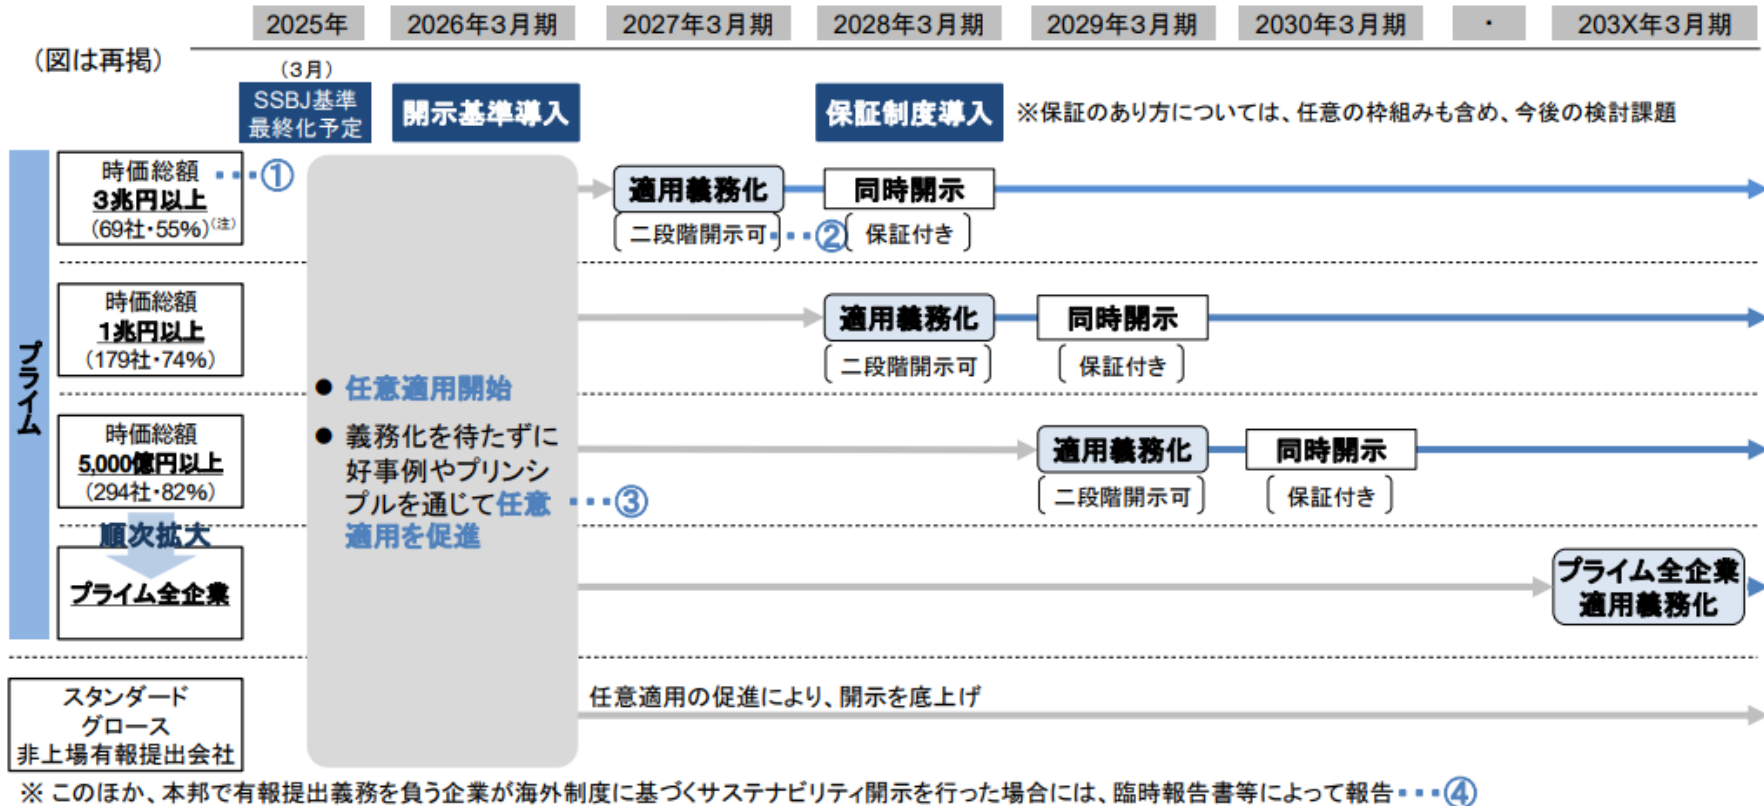 2025年
2026年3月期
2027年3月期
2028年3月期
2029年3月期
2030年3月期
・
203X年3月期
（図は再掲）
（3月）
SSBJ基準
最終化予定
開示基準導入
保証制度導入
※保証のあり方については、任意の枠組みも含め、今後の検討課題
プライム
時価総額
3兆円以上
（69社・55%）（注）
①
適用義務化
二段階開示可
②
同時開示
保証付き
時価総額
1兆円以上
（179社・74%）
適用義務化
二段階開示可
同時開示
保証付き
● 任意適用開始
● 義務化を待たずに
好事例やプリンシ
プルを通じて任意
適用を促進
③
時価総額
5,000億円以上
（294社・82%）
適用義務化
二段階開示可
同時開示
保証付き
順次拡大
プライム全企業
プライム全企業
適用義務化
スタンダード
グロース
非上場有報提出会社
任意適用の促進により、開示を底上げ
※ このほか、本邦で有報提出義務を負う企業が海外制度に基づくサステナビリティ開示を行った場合には、臨時報告書等によって報告 ④